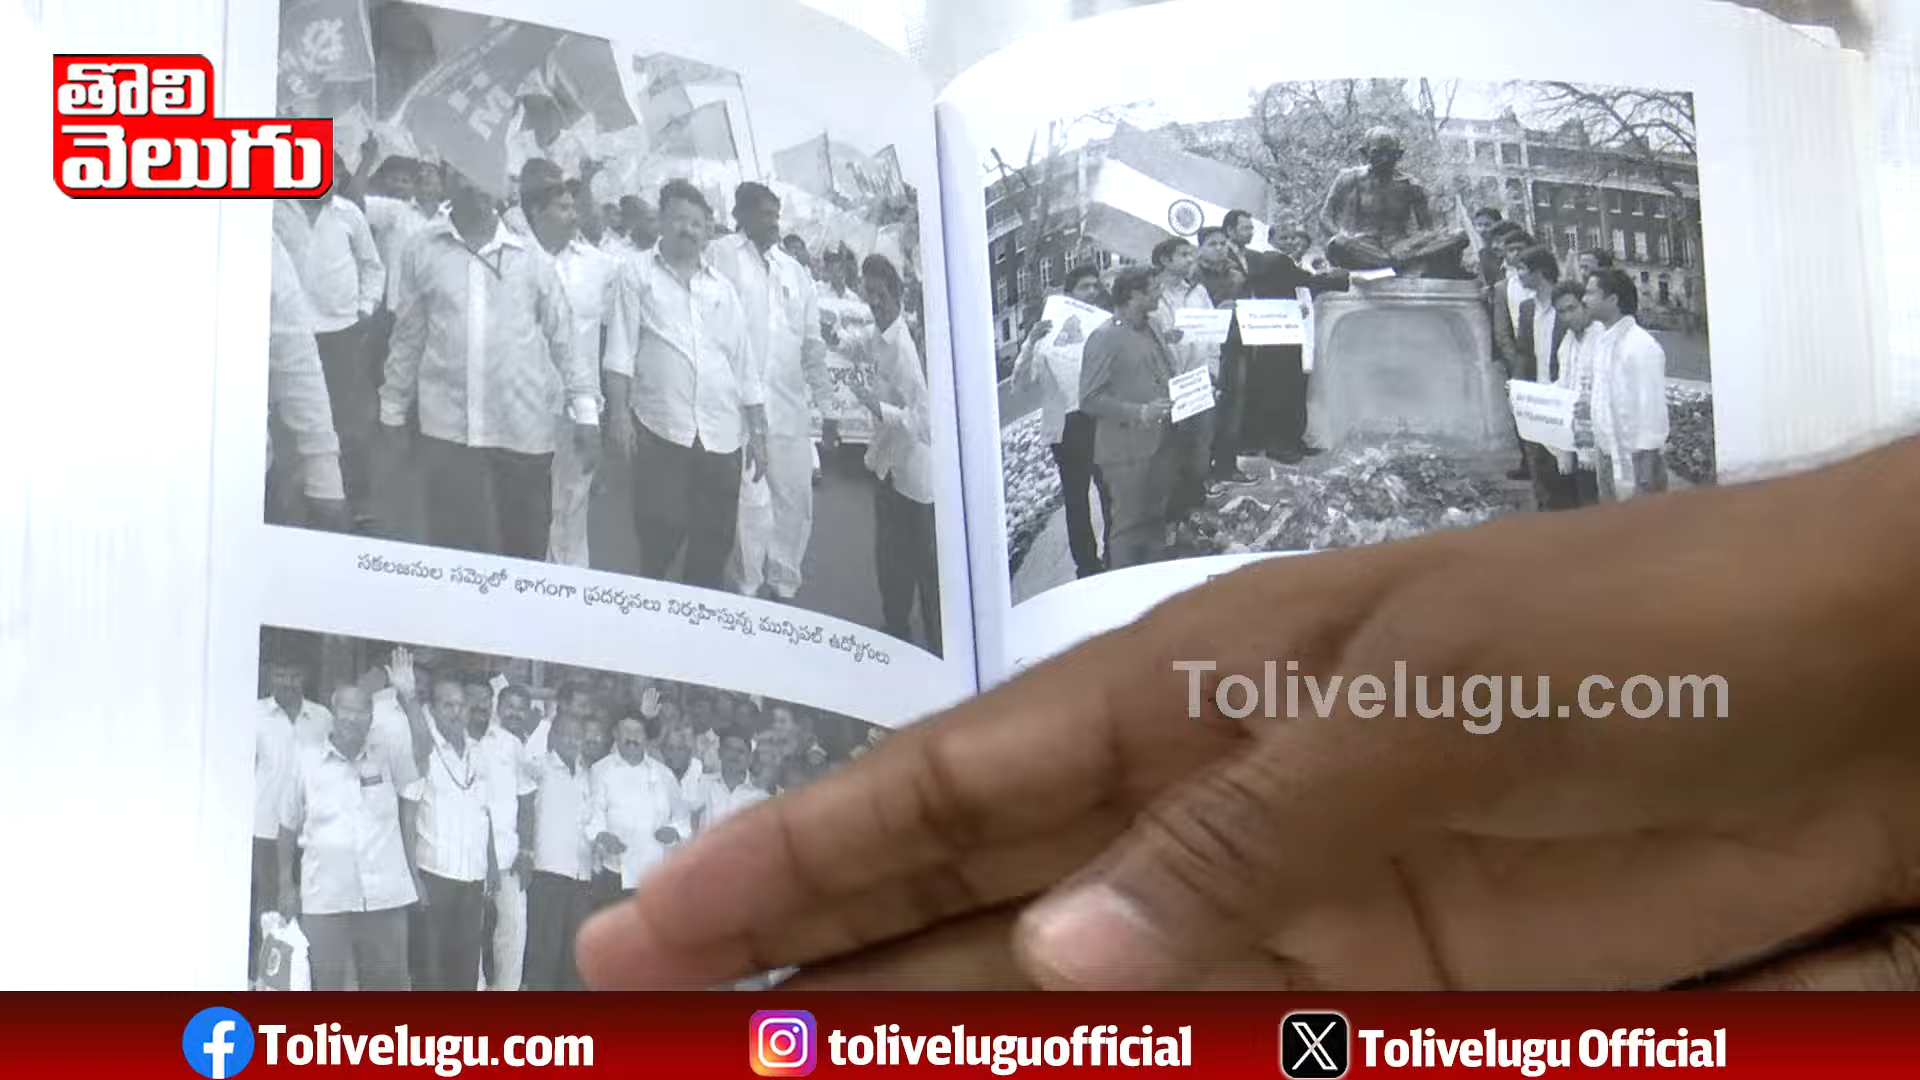 తొలి
వెలుగు
సకలజనుల సమ్మెలో భాగంగా ప్రదర్శనలు నిర్వహిస్తున్న మున్సిపల్ ఉద్యోగులు
Tolivelugu.com
Tolivelugu.com
toliveluguofficial
Tolivelugu Official